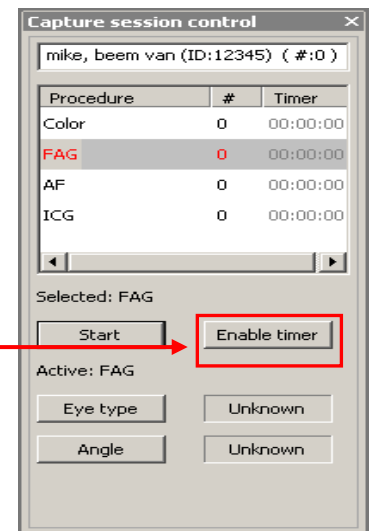 Capture session control
mike, beem van (ID:12345) ( #:0 )
Procedure # Timer
Color 0 00:00:00
FAG 0 00:00:00
AF 0 00:00:00
ICG 0 00:00:00
Selected: FAG
Start Enable timer
Active: FAG
Eye type Unknown
Angle Unknown